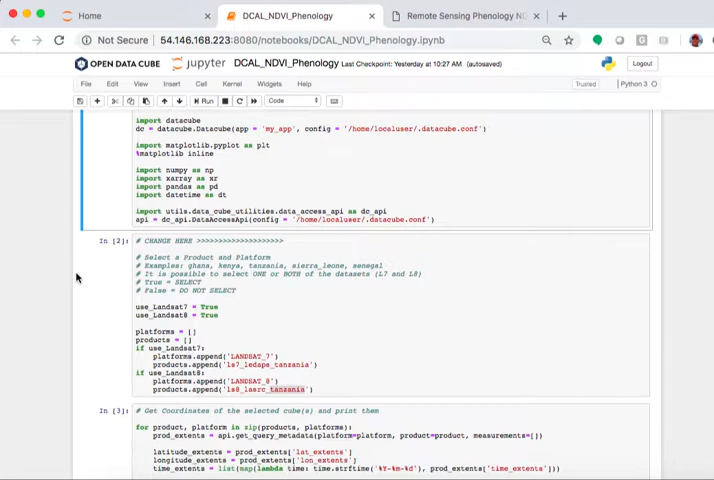 Home
DCAL_NDVI_Phenology
Remote Sensing Phenology ND
Not Secure 54.146.168.223:8080/notebooks/DCAL_NDVI_Phenology.ipynb
OPEN DATA CUBE jupyter DCAL_NDVI_Phenology Last Checkpoint: Yesterday at 10:27 AM (autosaved) Logout
File Edit View Insert Cell Kernel Widgets Help Trusted Python 3
Run Code
import datacube
dc = datacube.Datacube(app = 'my_app', config = '/home/localuser/.datacube.conf')
import matplotlib.pyplot as plt
%matplotlib inline
import numpy as np
import xarray as xr
import pandas as pd
import datetime as dt
import utils.data_cube_utilities.data_access_api as dc_api
api = dc_api.DataAccessApi(config = '/home/localuser/.datacube.conf')
In [2]: # CHANGE HERE >>>>>>>>>>>>>>>>>>>>
# Select a Product and Platform
# Examples: ghana, kenya, tanzania, sierra_leone, senegal
# It is possible to select ONE or BOTH of the datasets (L7 and L8)
# True = SELECT
# False = DO NOT SELECT
use_Landsat7 = True
use_Landsat8 = True
platforms = []
products = []
if use_Landsat7:
platforms.append('LANDSAT_7')
products.append('ls7_ledaps_tanzania')
if use_Landsat8:
platforms.append('LANDSAT_8')
products.append('ls8_lasrc_tanzania')
In [3]: # Get Coordinates of the selected cube(s) and print them
for product, platform in zip(products, platforms):
prod_extents = api.get_query_metadata(platform=platform, product=product, measurements=[])
latitude_extents = prod_extents['lat_extents']
longitude_extents = prod_extents['lon_extents']
time_extents = list(map(lambda time: time.strftime('%Y-%m-%d'), prod_extents['time_extents']))